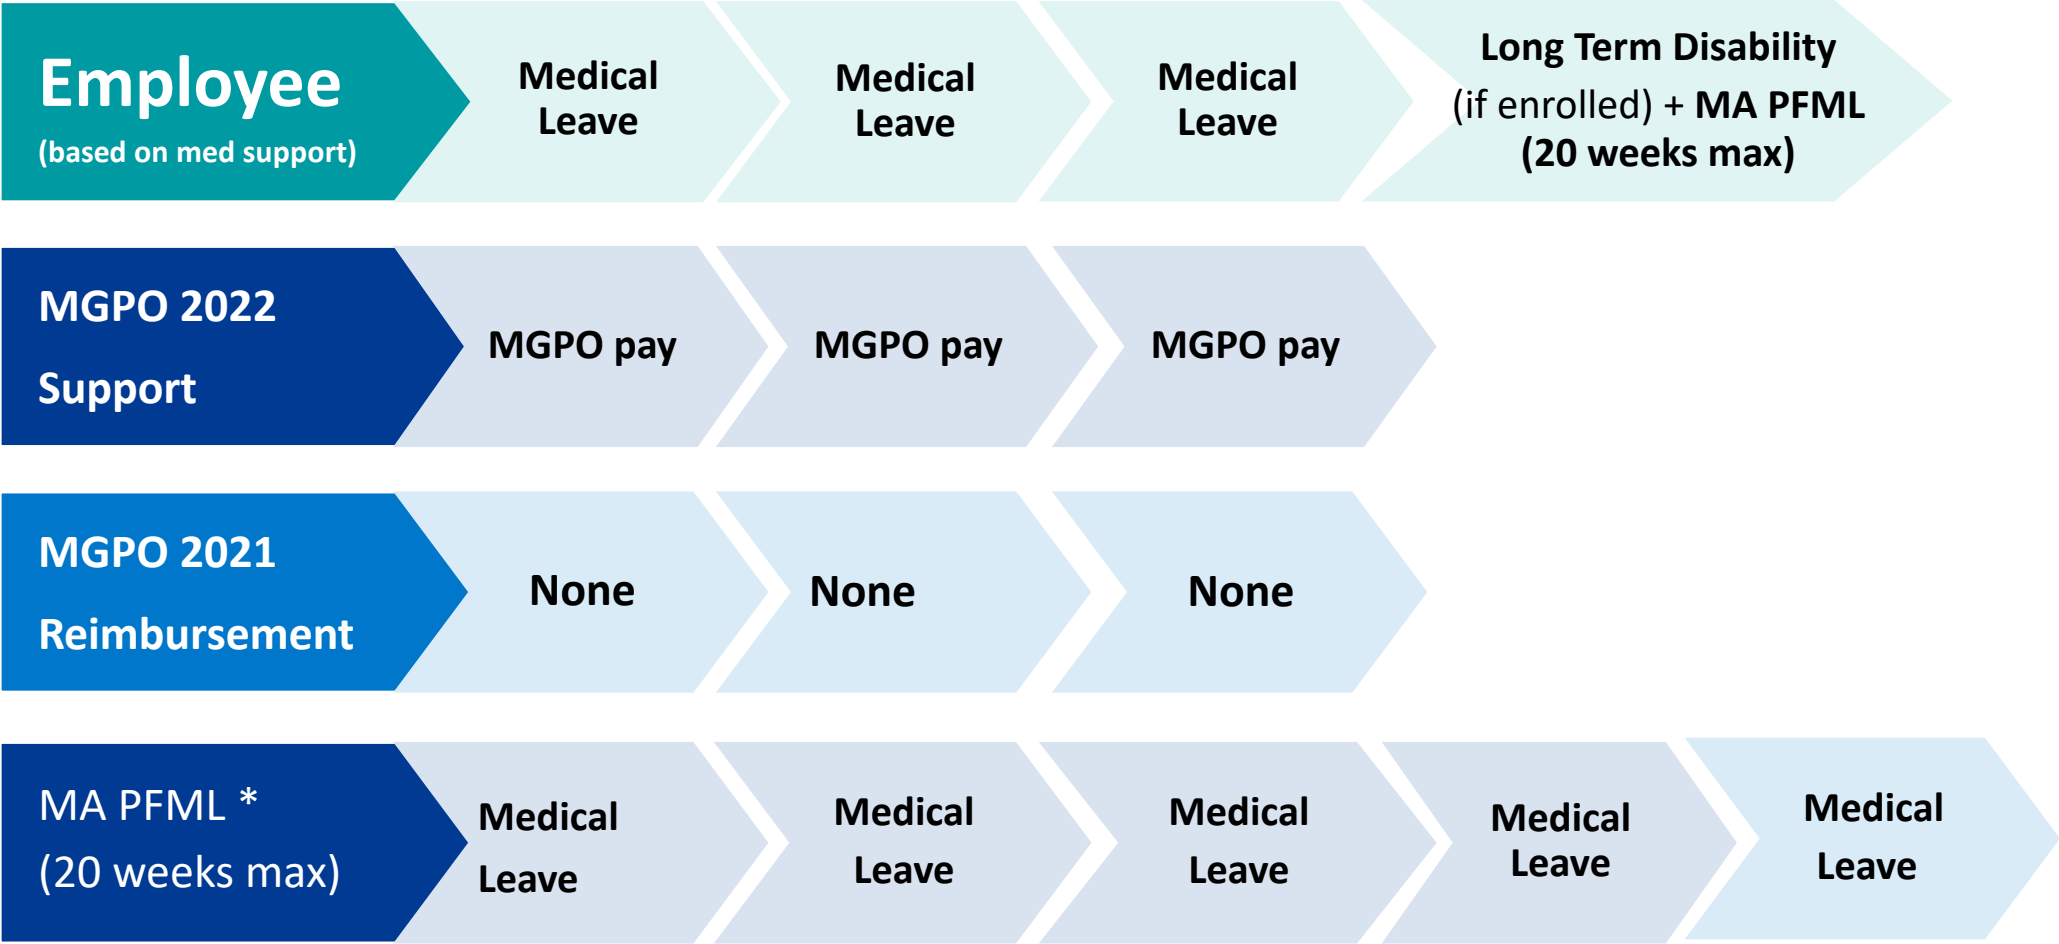 Employee
(based on med support)
Medical
Leave
Medical
Leave
Medical
Leave
Long Term Disability
(if enrolled) + MA PFML
(20 weeks max)
MGPO 2022
Support
MGPO pay
MGPO pay
MGPO pay
MGPO 2021
Reimbursement
None
None
None
MA PFML *
(20 weeks max)
Medical
Leave
Medical
Leave
Medical
Leave
Medical
Leave
Medical
Leave